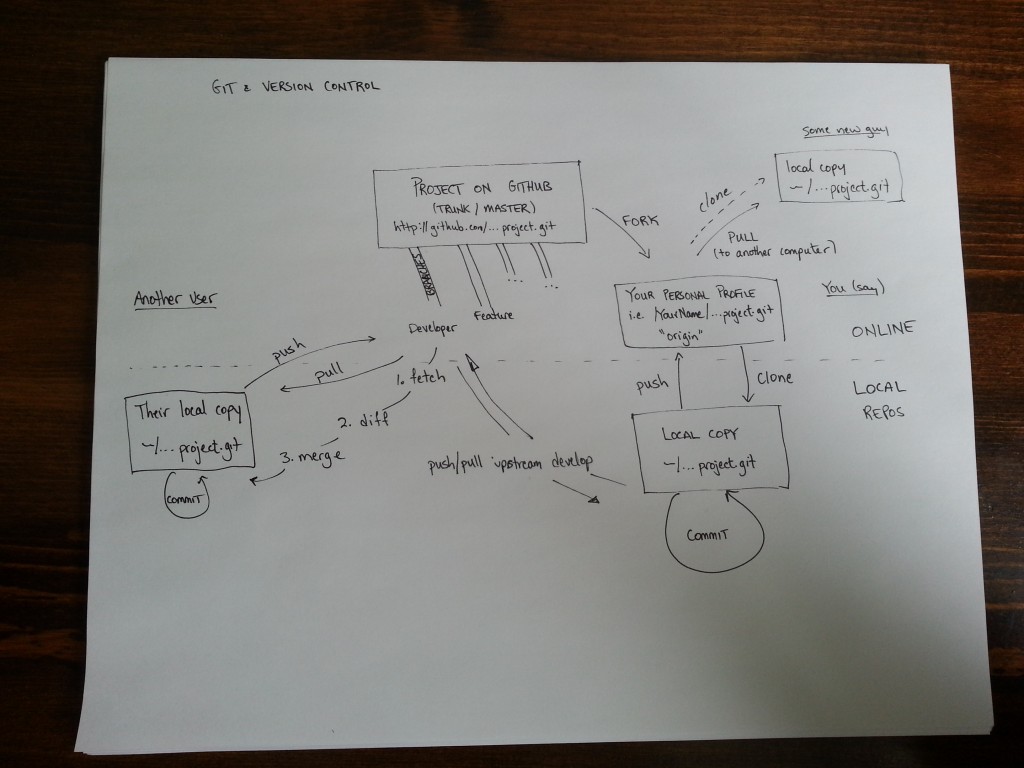 GIT & VERSION CONTROL
some new guy
local copy
~/...project.git
clone
PULL
(to another computer)
PROJECT ON GITHUB
(TRUNK / MASTER)
http://github.com/...project.git
FORK
...
...
Feature
Developer
Another User
push
pull
YOUR PERSONAL PROFILE
i.e. /YourName/...project.git
"origin"
You (say)
ONLINE
LOCAL
REPOS
1. fetch
2. diff
3. merge
Their local copy
~/... project.git
COMMIT
push/pull upstream develop
push
clone
LOCAL COPY
~/...project.git
COMMIT